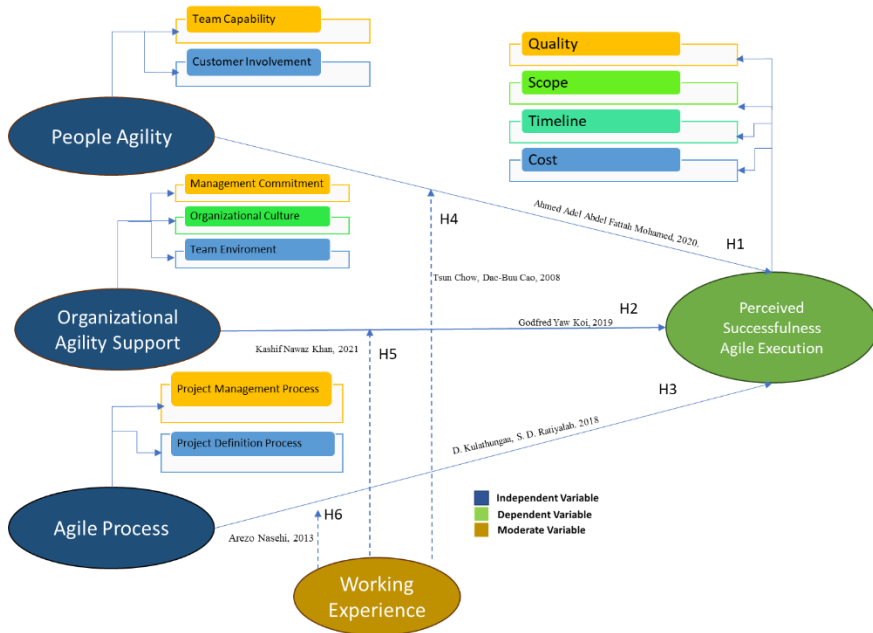 Team Capability
Customer Involvement
People Agility
Quality
Scope
Timeline
Cost
Management Commitment
Organizational Culture
Team Enviroment
H4
Ahmed Adel Abdel Fattah Mohamed, 2020.
H1
Tsun Chow, Dac-Buu Cao, 2008
Organizational
Agility Support
Kashif Nawaz Khan, 2021
H5
Godfred Yaw Koi, 2019
H2
Perceived
Successfulness
Agile Execution
H3
Project Management Process
Project Definition Process
D. Kulathungaa, S. D. Ratiyalah. 2018
Agile Process
H6
Arezo Nasehi, 2013
Independent Variable
Dependent Variable
Moderate Variable
Working
Experience